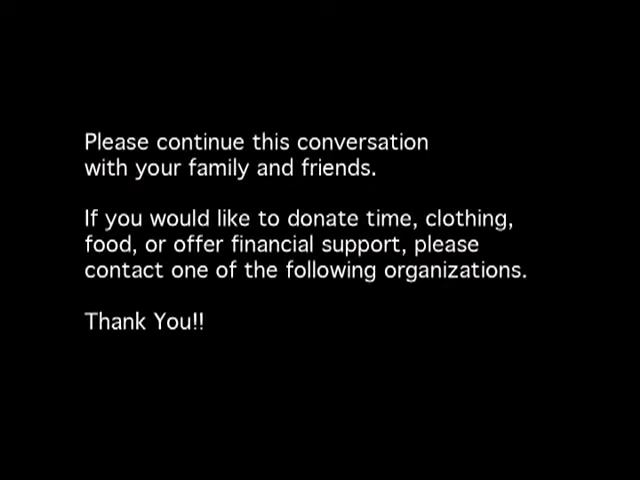 Please continue this conversation
with your family and friends.
If you would like to donate time, clothing,
food, or offer financial support, please
contact one of the following organizations.
Thank You!!